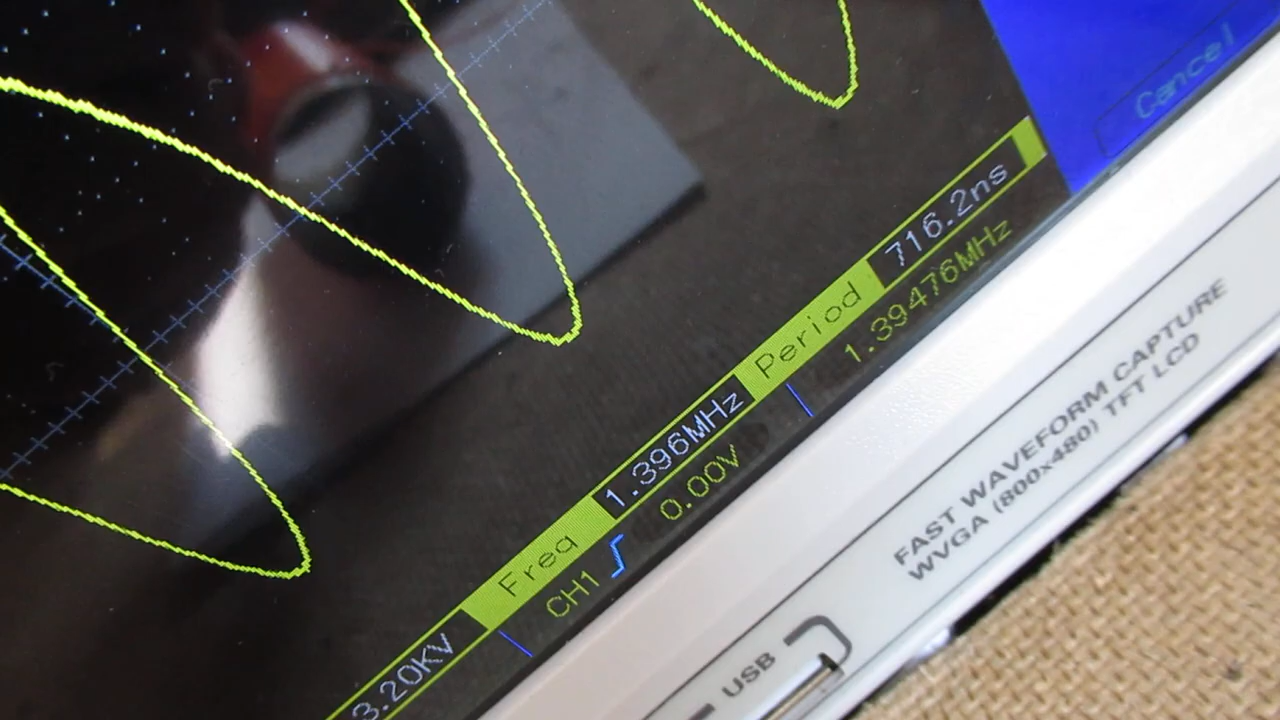 Cancel
3.20KV Freq 1.396MHz Period 716.2ns
CH1 0.00V 1.39476MHz
FAST WAVEFORM CAPTURE
WVGA (800x480) TFT LCD
USB